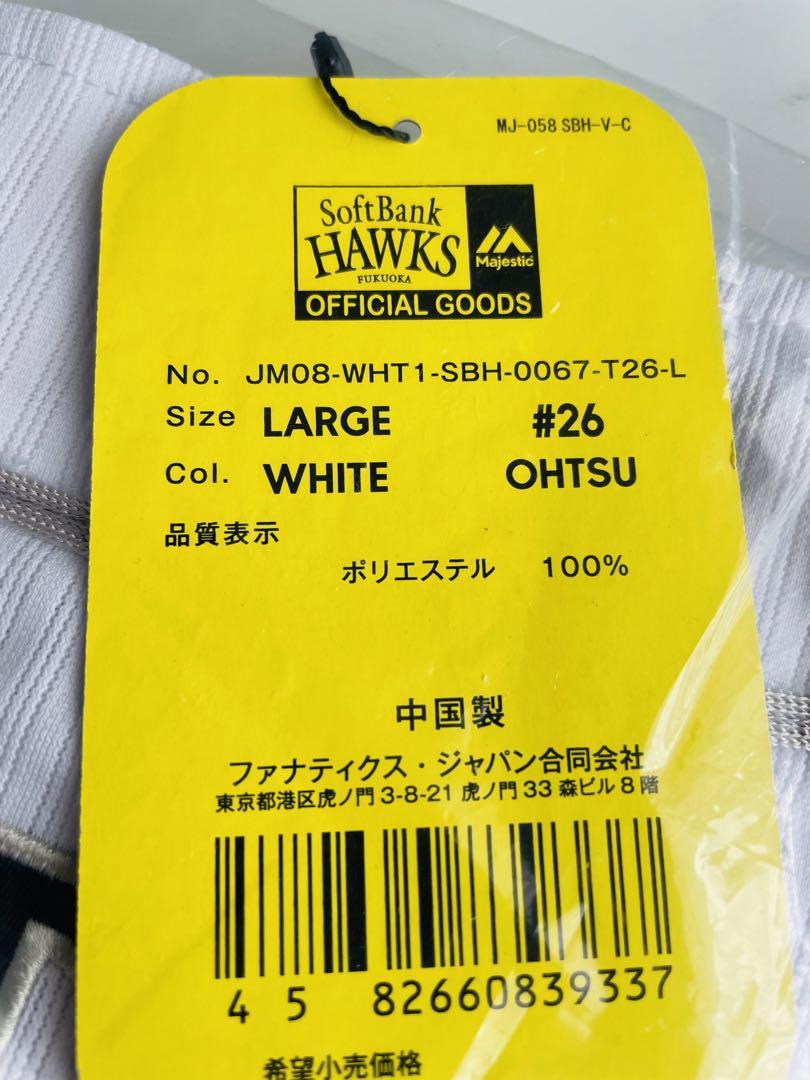 MJ-058 SBH-V-C
SoftBank
HAWKS
FUKUOKA
Majestic
OFFICIAL GOODS
No. JM08-WHT1-SBH-0067-T26-L
Size LARGE #26
Col. WHITE OHTSU
品質表示
ポリエステル 100%
中国製
ファナティクス・ジャパン合同会社
東京都港区虎ノ門 3-8-21 虎ノ門 33 森ビル 8 階
4 582660839337
希望小売価格